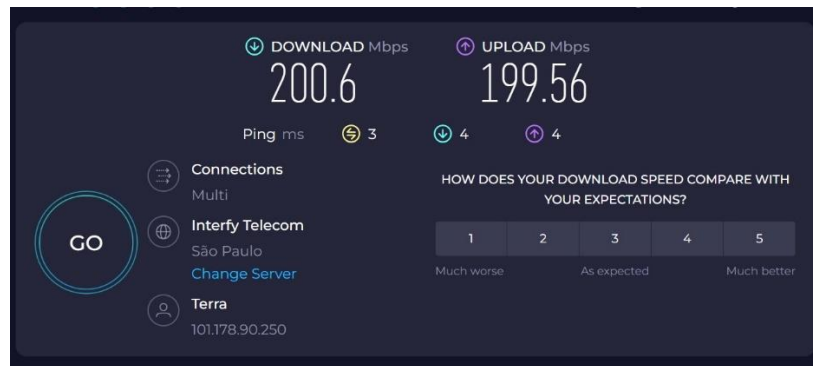 DOWNLOAD Mbps
200.6
UPLOAD Mbps
199.56
Ping ms 3 4 4
Connections
Multi
Interfy Telecom
São Paulo
Change Server
Terra
101.178.90.250
GO
HOW DOES YOUR DOWNLOAD SPEED COMPARE WITH
YOUR EXPECTATIONS?
1 2 3 4 5
Much worse As expected Much better